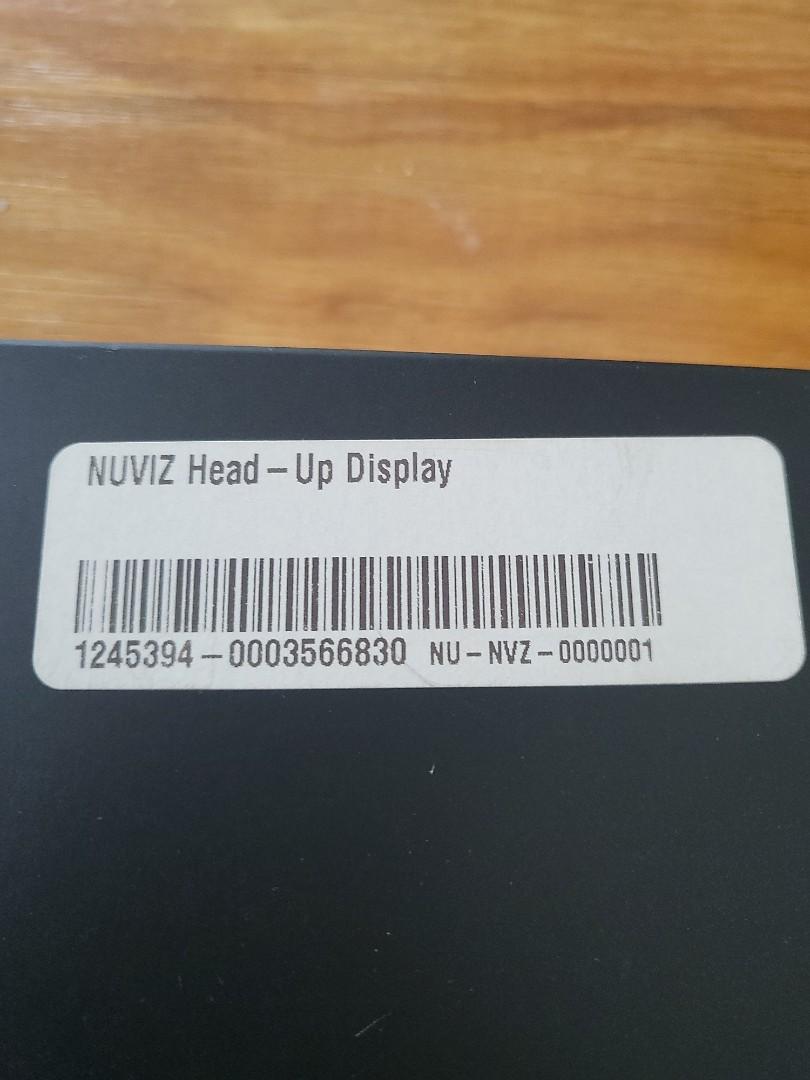 NUVIZ Head-Up Display
1245394-0003566830 NU-NVZ-0000001